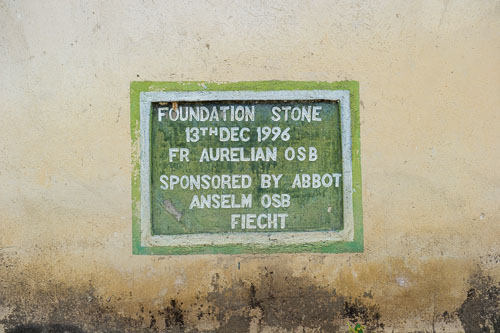 FOUNDATION STONE
13TH DEC 1996
FR AURELIAN OSB
SPONSORED BY ABBOT
ANSELM OSB
FIECHT